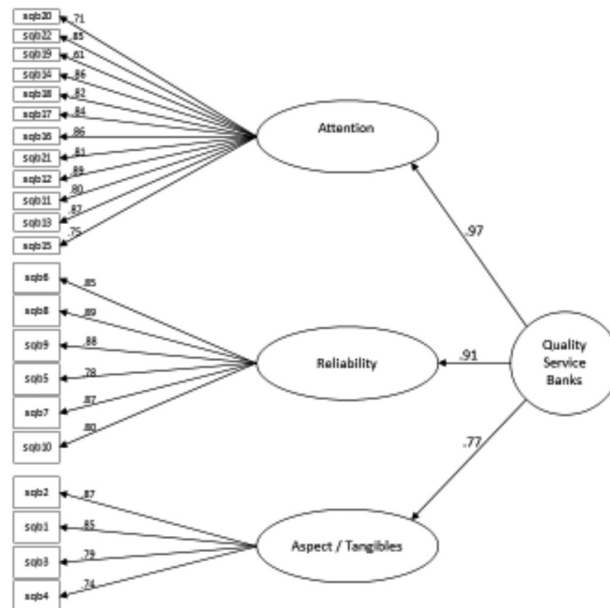 sqb20
.71
sqb22
.85
sqb19
.61
sqb14
.86
sqb18
.82
sqb17
.84
sqb16
.86
sqb21
.81
sqb12
.89
sqb11
.80
sqb13
.87
sqb15
.75
Attention
.97
sqb6
.85
sqb8
.89
sqb9
.88
sqb5
.78
sqb7
.87
sqb10
.80
Reliability
.91
Quality
Service
Banks
.77
sqb2
.87
sqb1
.85
sqb3
.79
sqb4
.74
Aspect / Tangibles